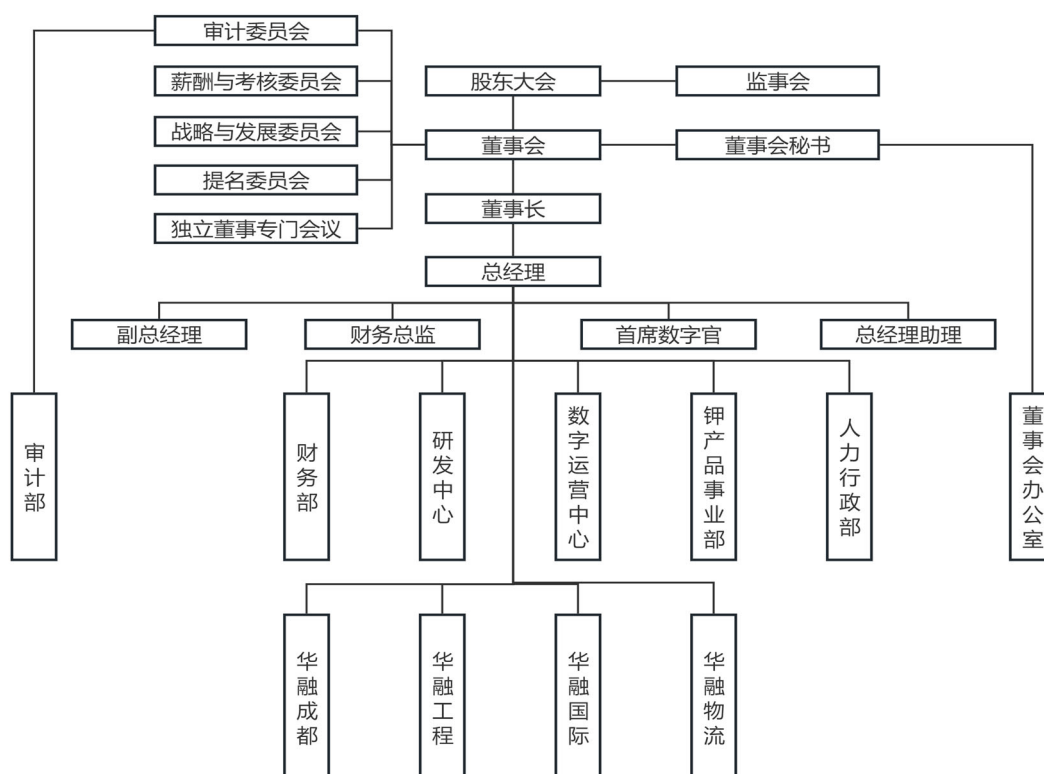 审计委员会
薪酬与考核委员会
股东大会
监事会
战略与发展委员会
董事会
董事会秘书
提名委员会
董事长
独立董事专门会议
总经理
副总经理
财务总监
首席数字官
总经理助理
审计部
财务部
研发中心
数字运营中心
钾产品事业部
人力行政部
董事会办公室
华融成都
华融工程
华融国际
华融物流